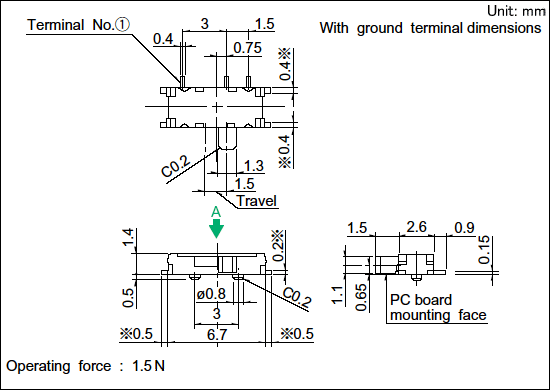 Unit: mm
With ground terminal dimensions
Terminal No.①
3
1.5
0.4
0.75
0.4※
※0.4
C0.2
1.3
1.5
Travel
A
1.4
0.5
0.2※
ø0.8
C0.2
3
※0.5
6.7
※0.5
1.5
2.6
0.9
0.15
1.1
0.65
PC board
mounting face
Operating force : 1.5 N